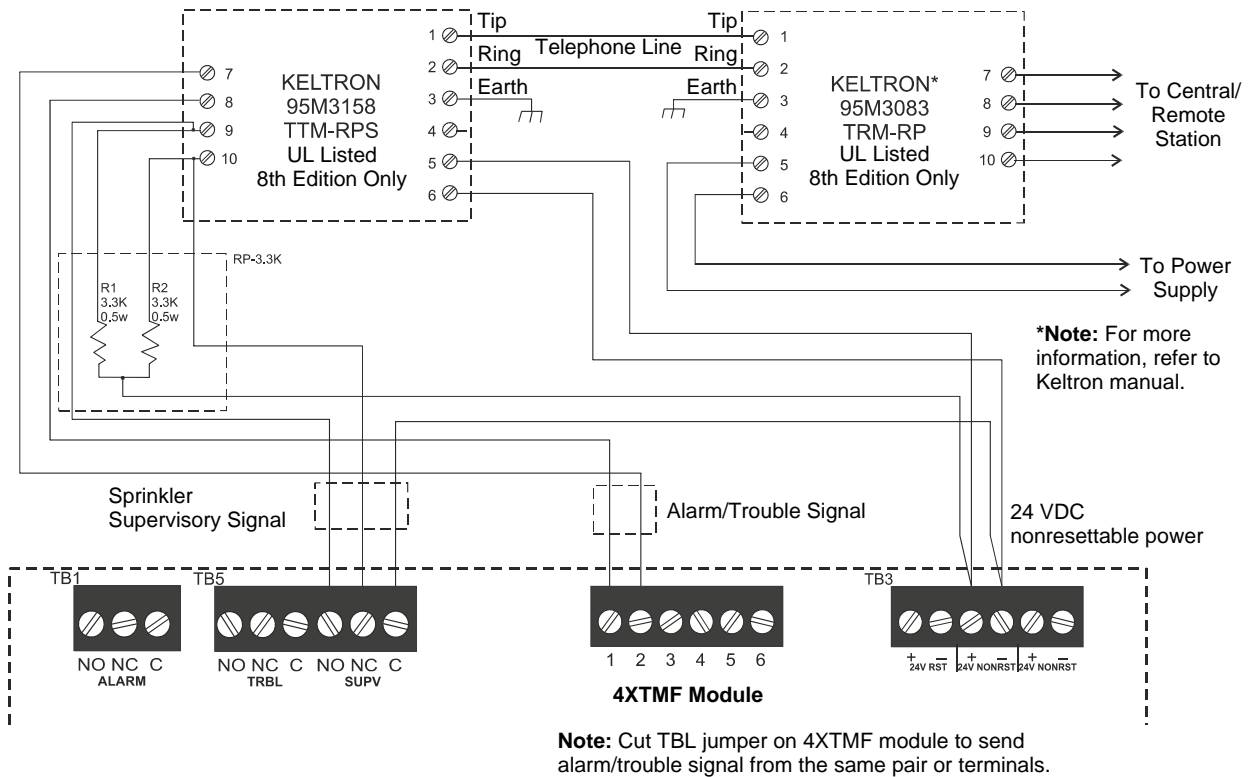 Tip
Tip
1
1
Telephone Line
Ring
Ring
2
2
Earth
Earth
3
3
4
4
5
5
6
6
7
8
9
10
KELTRON
95M3158
TTM-RPS
UL Listed
8th Edition Only
KELTRON*
95M3083
TRM-RP
UL Listed
8th Edition Only
7
8
9
10
To Central/
Remote
Station
RP-3.3K
R1
3.3K
0.5w
R2
3.3K
0.5w
To Power
Supply
*Note: For more
information, refer to
Keltron manual.
Sprinkler
Supervisory Signal
Alarm/Trouble Signal
24 VDC
nonresettable power
TB1
NO NC C
ALARM
TB5
NO NC C NO NC C
TRBL SUPV
1 2 3 4 5 6
4XTMF Module
TB3
+ – + – + –
24V RST 24V NONRST 24V NONRST
Note: Cut TBL jumper on 4XTMF module to send
alarm/trouble signal from the same pair or terminals.